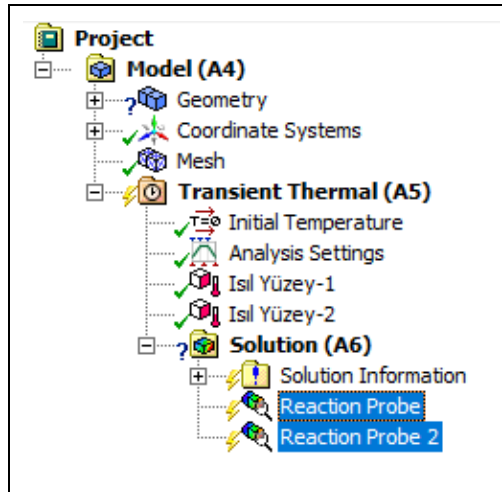 Project
Model (A4)
Geometry
Coordinate Systems
Mesh
Transient Thermal (A5)
T=0 Initial Temperature
Analysis Settings
Isıl Yüzey-1
Isıl Yüzey-2
Solution (A6)
Solution Information
Reaction Probe
Reaction Probe 2